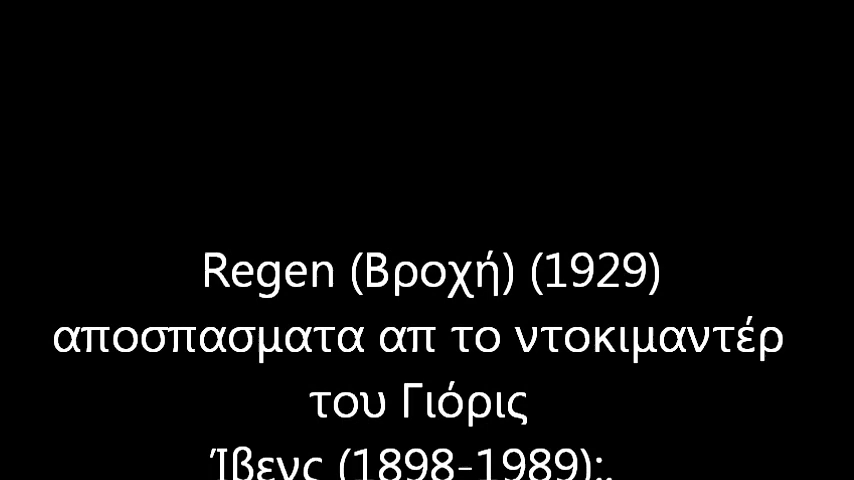 Regen (Βροχή) (1929)
αποσπασματα απ το ντοκιμαντέρ
του Γιόρις
Ίβενς (1898-1989);.